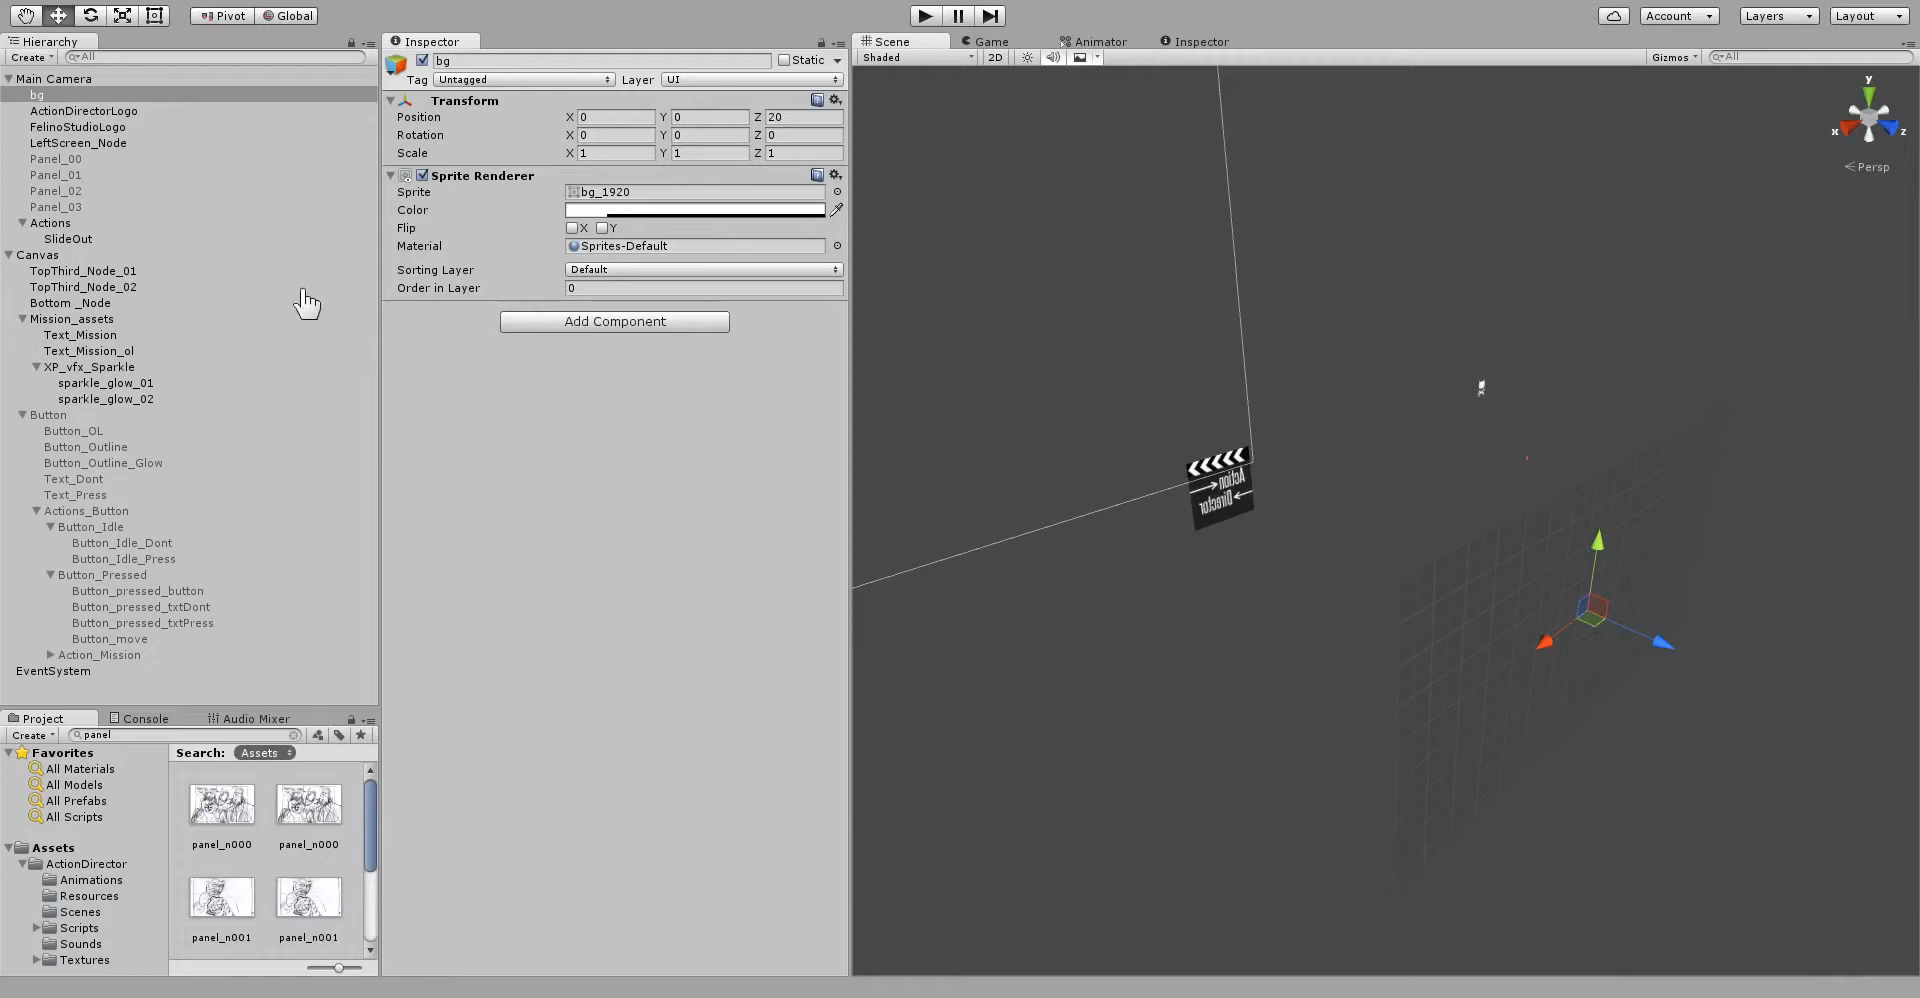 Pivot
Global
Account
Layers
Layout
Hierarchy
Create
All
Main Camera
bg
ActionDirectorLogo
FelinoStudioLogo
LeftScreen_Node
Panel_00
Panel_01
Panel_02
Panel_03
Actions
SlideOut
Canvas
TopThird_Node_01
TopThird_Node_02
Bottom _Node
Mission_assets
Text_Mission
Text_Mission_ol
XP_vfx_Sparkle
sparkle_glow_01
sparkle_glow_02
Button
Button_OL
Button_Outline
Button_Outline_Glow
Text_Dont
Text_Press
Actions_Button
Button_Idle
Button_Idle_Dont
Button_Idle_Press
Button_Pressed
Button_pressed_button
Button_pressed_txtDont
Button_pressed_txtPress
Button_move
Action_Mission
EventSystem
Project
Console
Audio Mixer
Create
panel
Favorites
All Materials
All Models
All Prefabs
All Scripts
Assets
ActionDirector
Animations
Resources
Scenes
Scripts
Sounds
Textures
Search: Assets
panel_n000
panel_n000
panel_n001
panel_n001
Inspector
bg
Static
Tag Untagged
Layer UI
Transform
Position X 0 Y 0 Z 20
Rotation X 0 Y 0 Z 0
Scale X 1 Y 1 Z 1
Sprite Renderer
Sprite bg_1920
Color
Flip X Y
Material Sprites-Default
Sorting Layer Default
Order in Layer 0
Add Component
Scene
Game
Animator
Inspector
Shaded
2D
Gizmos
All
y
x
z
Persp
Action
Director